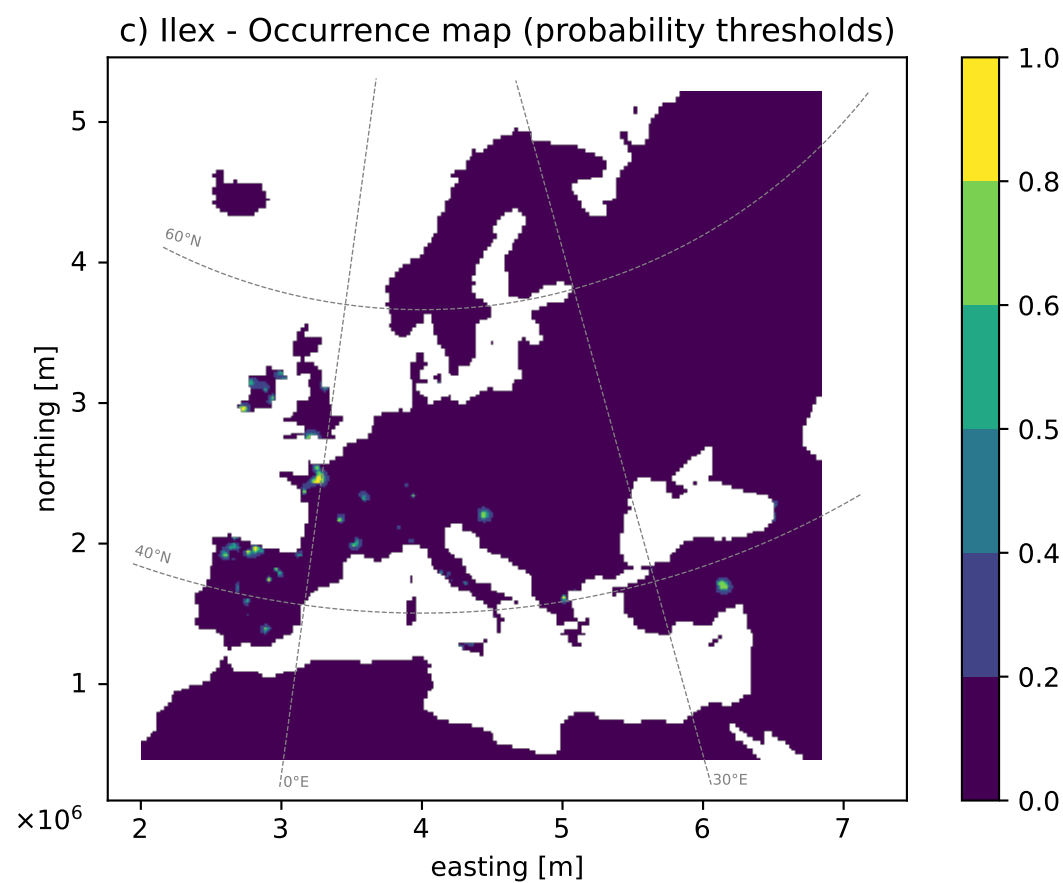 c) Ilex - Occurrence map (probability thresholds)
1.0
0.8
0.6
0.5
0.4
0.2
0.0
5
4
3
2
1
northing [m]
60°N
40°N
0°E
30°E
×10⁶
2 3 4 5 6 7
easting [m]